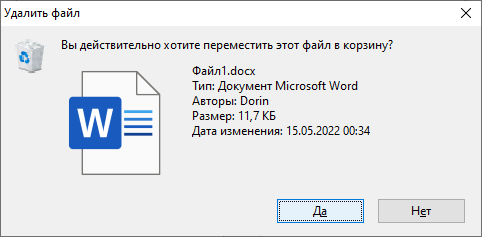 Удалить файл
Вы действительно хотите переместить этот файл в корзину?
W
Файл1.docx
Тип: Документ Microsoft Word
Авторы: Dorin
Размер: 11,7 КБ
Дата изменения: 15.05.2022 00:34
Да
Нет